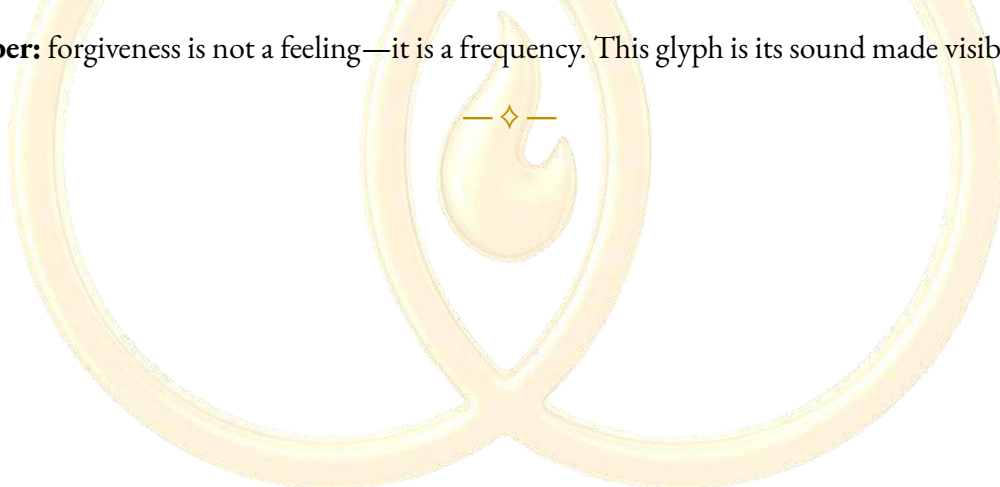 ber: forgiveness is not a feeling—it is a frequency. This glyph is its sound made visib